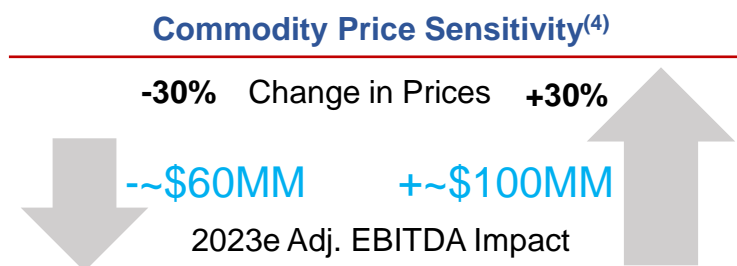 Commodity Price Sensitivity(4)
-30% Change in Prices +30%
-~$60MM +~$100MM
2023e Adj. EBITDA Impact